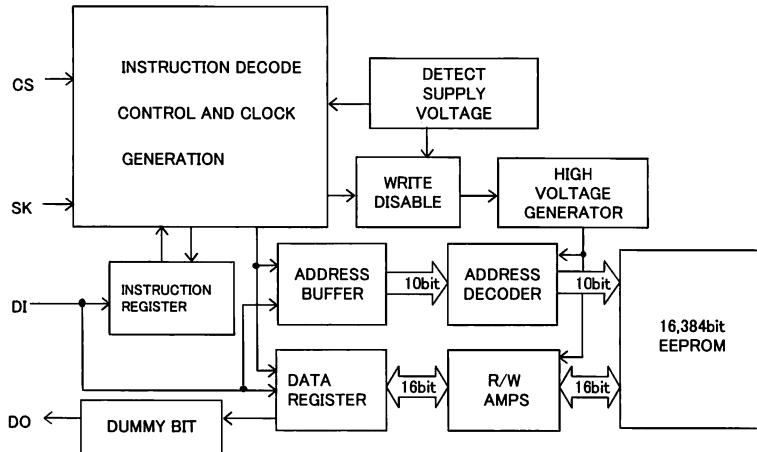 INSTRUCTION DECODE
CONTROL AND CLOCK
GENERATION
DETECT
SUPPLY
VOLTAGE
CS
SK
WRITE
DISABLE
HIGH
VOLTAGE
GENERATOR
INSTRUCTION
REGISTER
ADDRESS
BUFFER
10bit
ADDRESS
DECODER
10bit
DI
16,384bit
EEPROM
DATA
REGISTER
16bit
R/W
AMPS
16bit
DO
DUMMY BIT